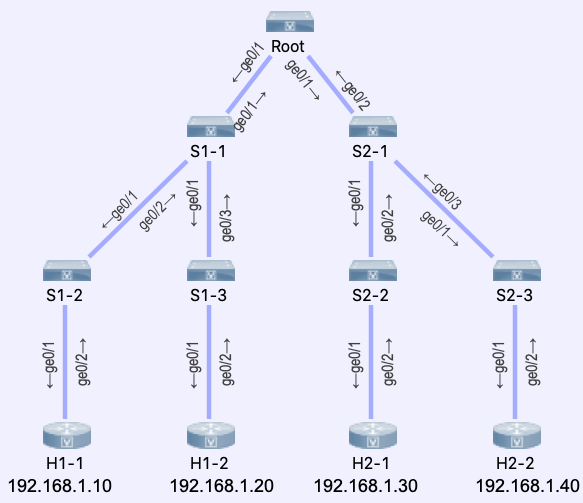 Root
←ge0/1
ge0/1→
ge0/1→
←ge0/2
S1-1
S2-1
←ge0/1
ge0/2→
←ge0/1
ge0/3→
←ge0/1
ge0/2→
←ge0/3
ge0/1→
S1-2
S1-3
S2-2
S2-3
←ge0/1
ge0/2→
←ge0/1
ge0/2→
←ge0/1
ge0/2→
←ge0/1
ge0/2→
H1-1
H1-2
H2-1
H2-2
192.168.1.10
192.168.1.20
192.168.1.30
192.168.1.40